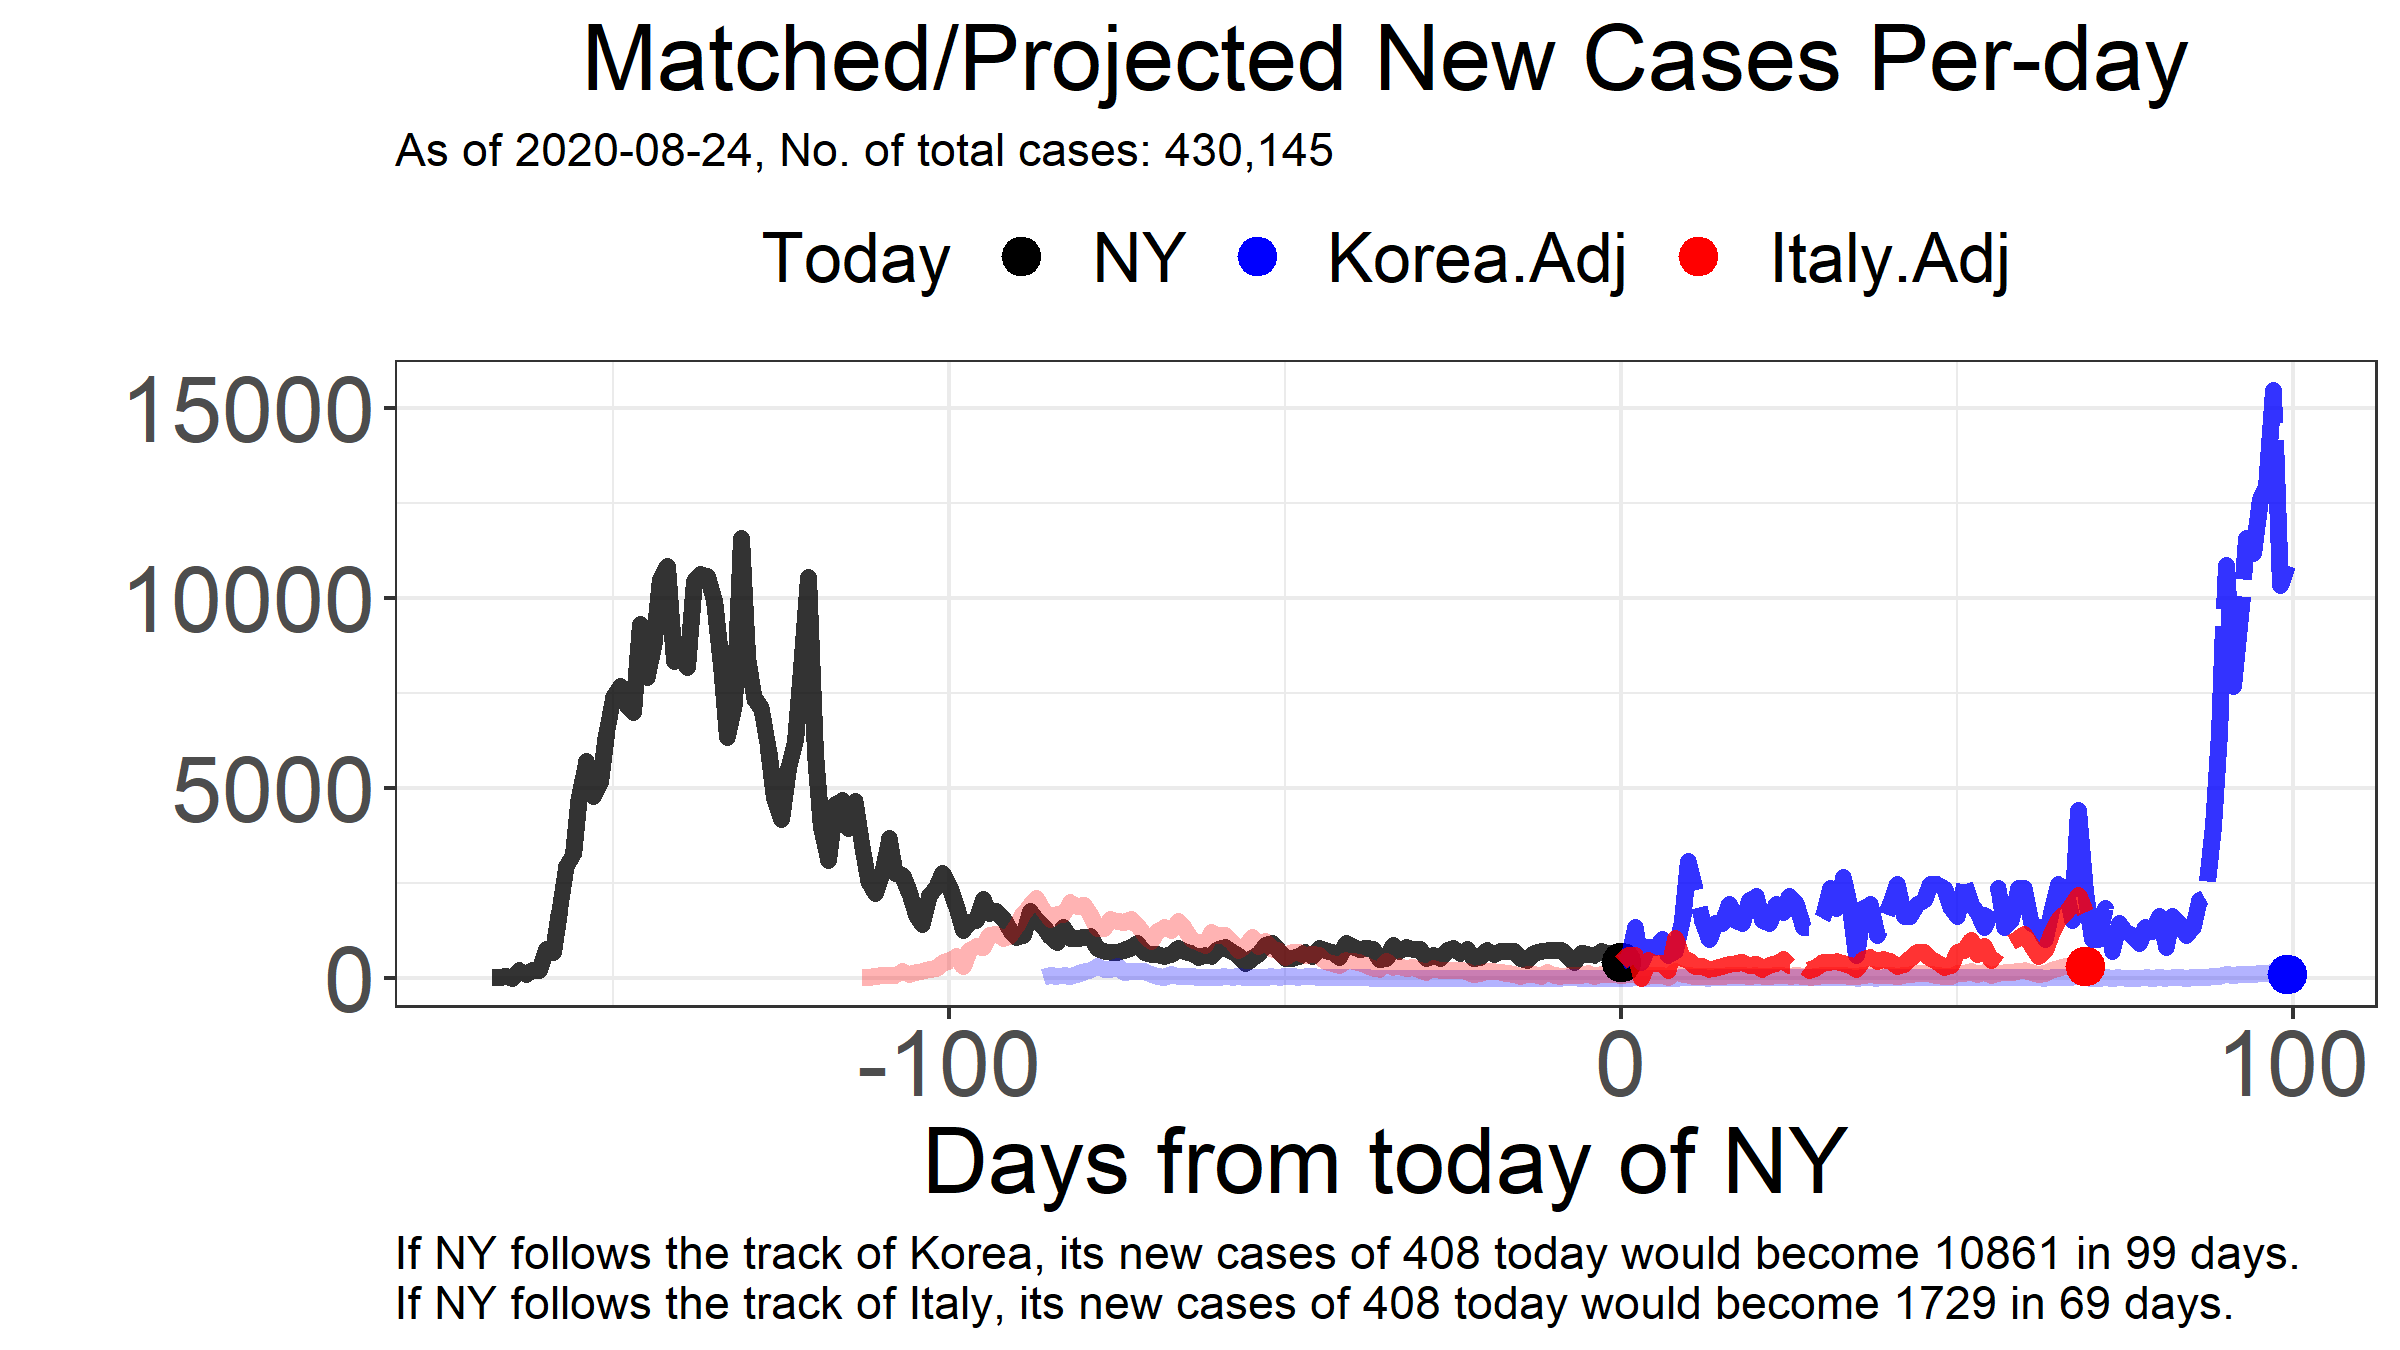 Matched/Projected New Cases Per-day
As of 2020-08-24, No. of total cases: 430,145
Today NY Korea.Adj Italy.Adj
15000
10000
5000
0
-100 0 100
Days from today of NY
If NY follows the track of Korea, its new cases of 408 today would become 10861 in 99 days.
If NY follows the track of Italy, its new cases of 408 today would become 1729 in 69 days.